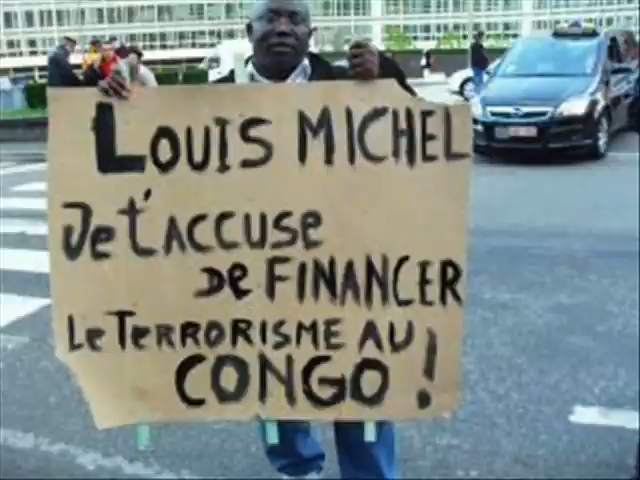 LOUIS MICHEL
Je t'ACCUSE
De FINANCER
Le TerrORISME AU
CONGO !